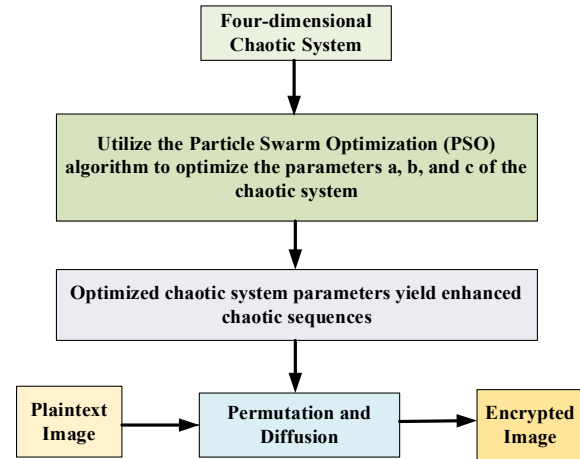 Four-dimensional
Chaotic System
Utilize the Particle Swarm Optimization (PSO)
algorithm to optimize the parameters a, b, and c of the
chaotic system
Optimized chaotic system parameters yield enhanced
chaotic sequences
Plaintext
Image
Permutation and
Diffusion
Encrypted
Image